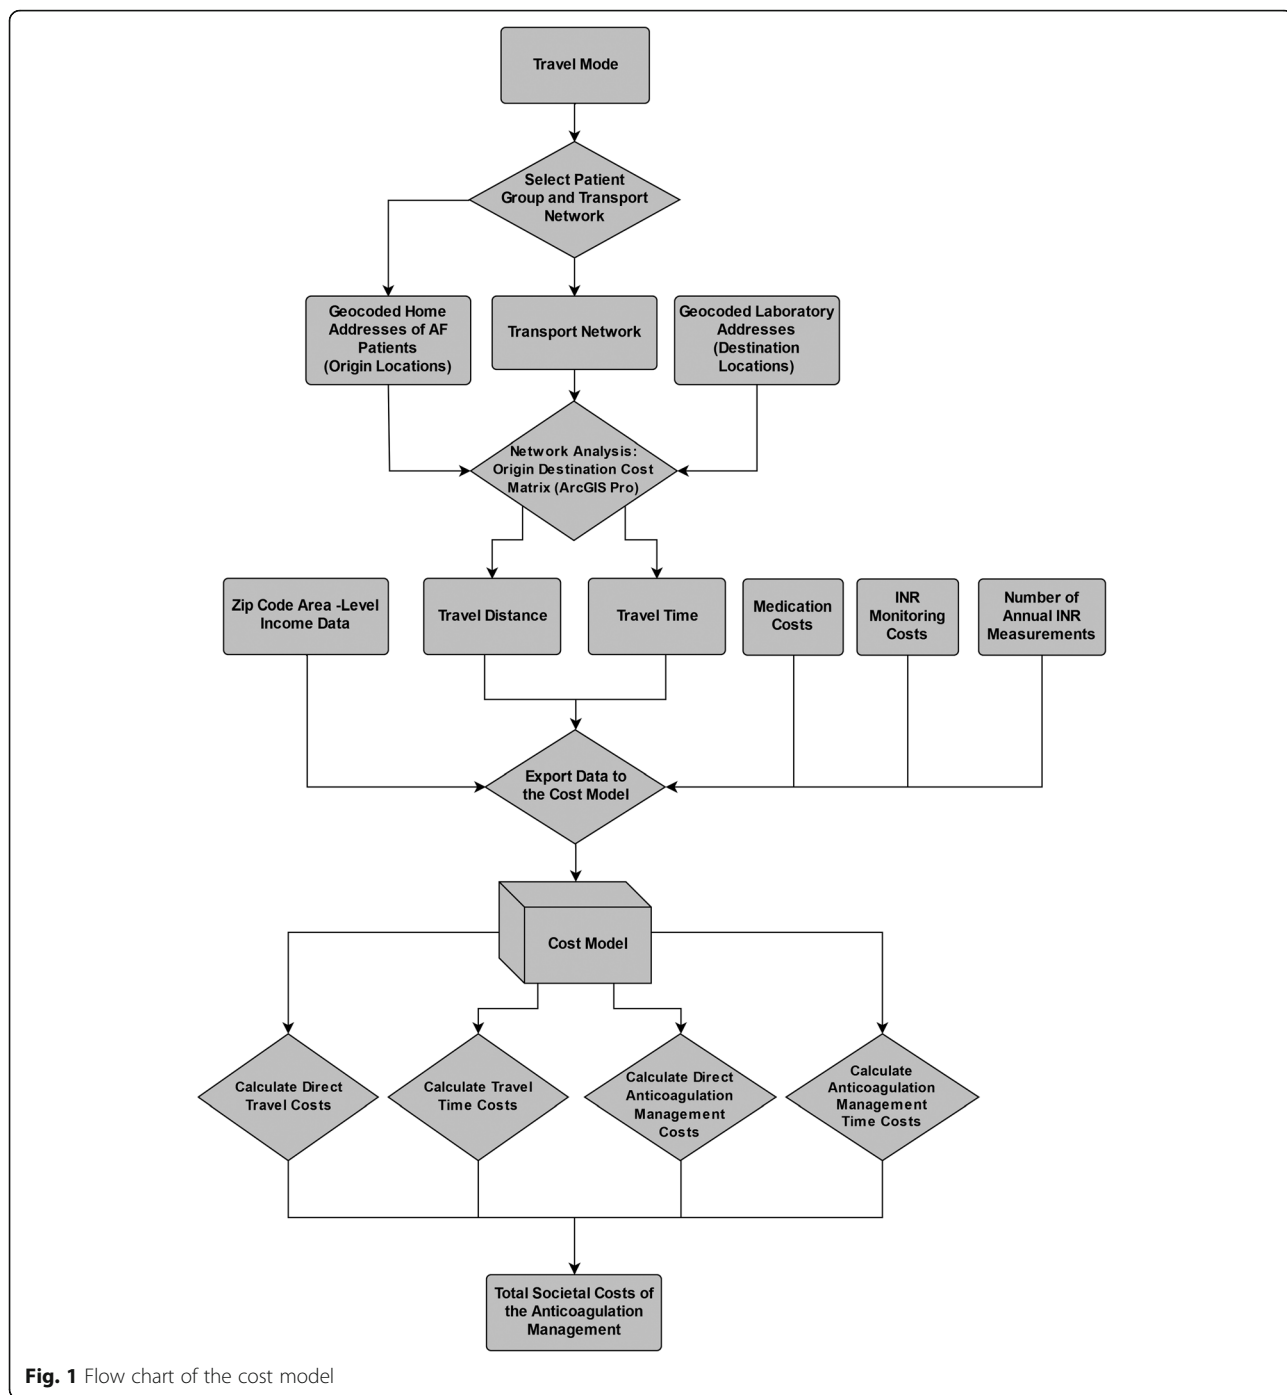 Travel Mode
Select Patient
Group and Transport
Network
Geocoded Home
Addresses of AF
Patients
(Origin Locations)
Transport Network
Geocoded Laboratory
Addresses
(Destination
Locations)
Network Analysis:
Origin Destination Cost
Matrix (ArcGIS Pro)
Zip Code Area -Level
Income Data
Travel Distance
Travel Time
Medication
Costs
INR
Monitoring
Costs
Number of
Annual INR
Measurements
Export Data to
the Cost Model
Cost Model
Calculate Direct
Travel Costs
Calculate Travel
Time Costs
Calculate Direct
Anticoagulation
Management
Costs
Calculate
Anticoagulation
Management
Time Costs
Total Societal Costs of
the Anticoagulation
Management
Fig. 1 Flow chart of the cost model